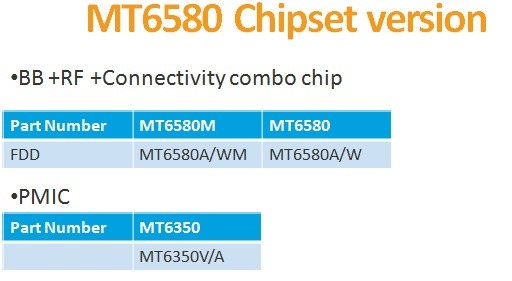 MT6580 Chipset version
•BB +RF +Connectivity combo chip
Part Number MT6580M MT6580
FDD MT6580A/WM MT6580A/W
•PMIC
Part Number MT6350
MT6350V/A